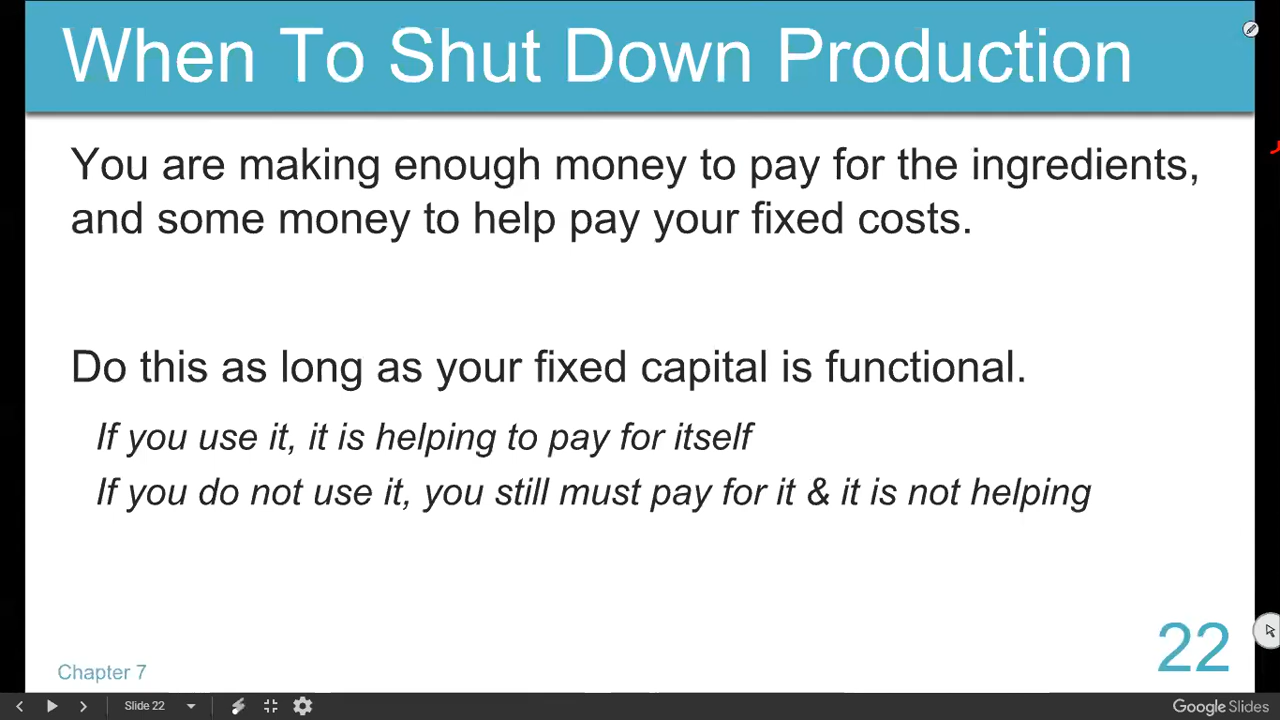 When To Shut Down Production
You are making enough money to pay for the ingredients,
and some money to help pay your fixed costs.
Do this as long as your fixed capital is functional.
If you use it, it is helping to pay for itself
If you do not use it, you still must pay for it & it is not helping
22
Chapter 7
Slide 22
Google Slides